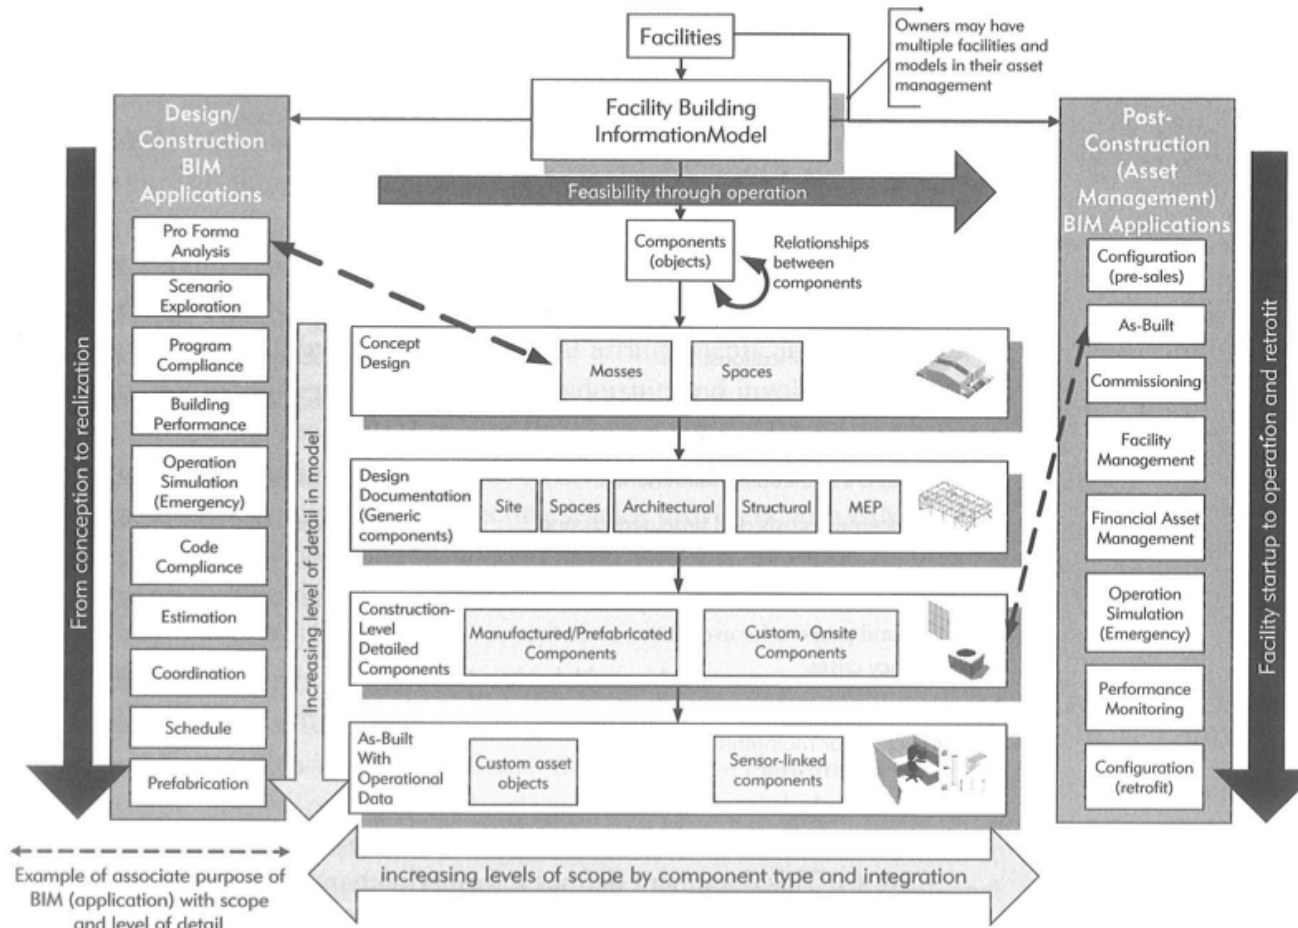 Facilities
Owners may have
multiple facilities and
models in their asset
management
Facility Building
InformationModel
Feasibility through operation
Components
(objects)
Relationships
between
components
Design/
Construction
BIM
Applications
Pro Forma
Analysis
Scenario
Exploration
Program
Compliance
Building
Performance
Operation
Simulation
(Emergency)
Code
Compliance
Estimation
Coordination
Schedule
Prefabrication
From conception to realization
Increasing level of detail in model
Concept
Design
Masses
Spaces
Design
Documentation
(Generic
components)
Site
Spaces
Architectural
Structural
MEP
Construction-
Level
Detailed
Components
Manufactured/Prefabricated
Components
Custom, Onsite
Components
As-Built
With
Operational
Data
Custom asset
objects
Sensor-linked
components
Post-
Construction
(Asset
Management)
BIM Applications
Configuration
(pre-sales)
As-Built
Commissioning
Facility
Management
Financial Asset
Management
Operation
Simulation
(Emergency)
Performance
Monitoring
Configuration
(retrofit)
Facility startup to operation and retrotit
increasing levels of scope by component type and integration
Example of associate purpose of
BIM (application) with scope
and level of detail